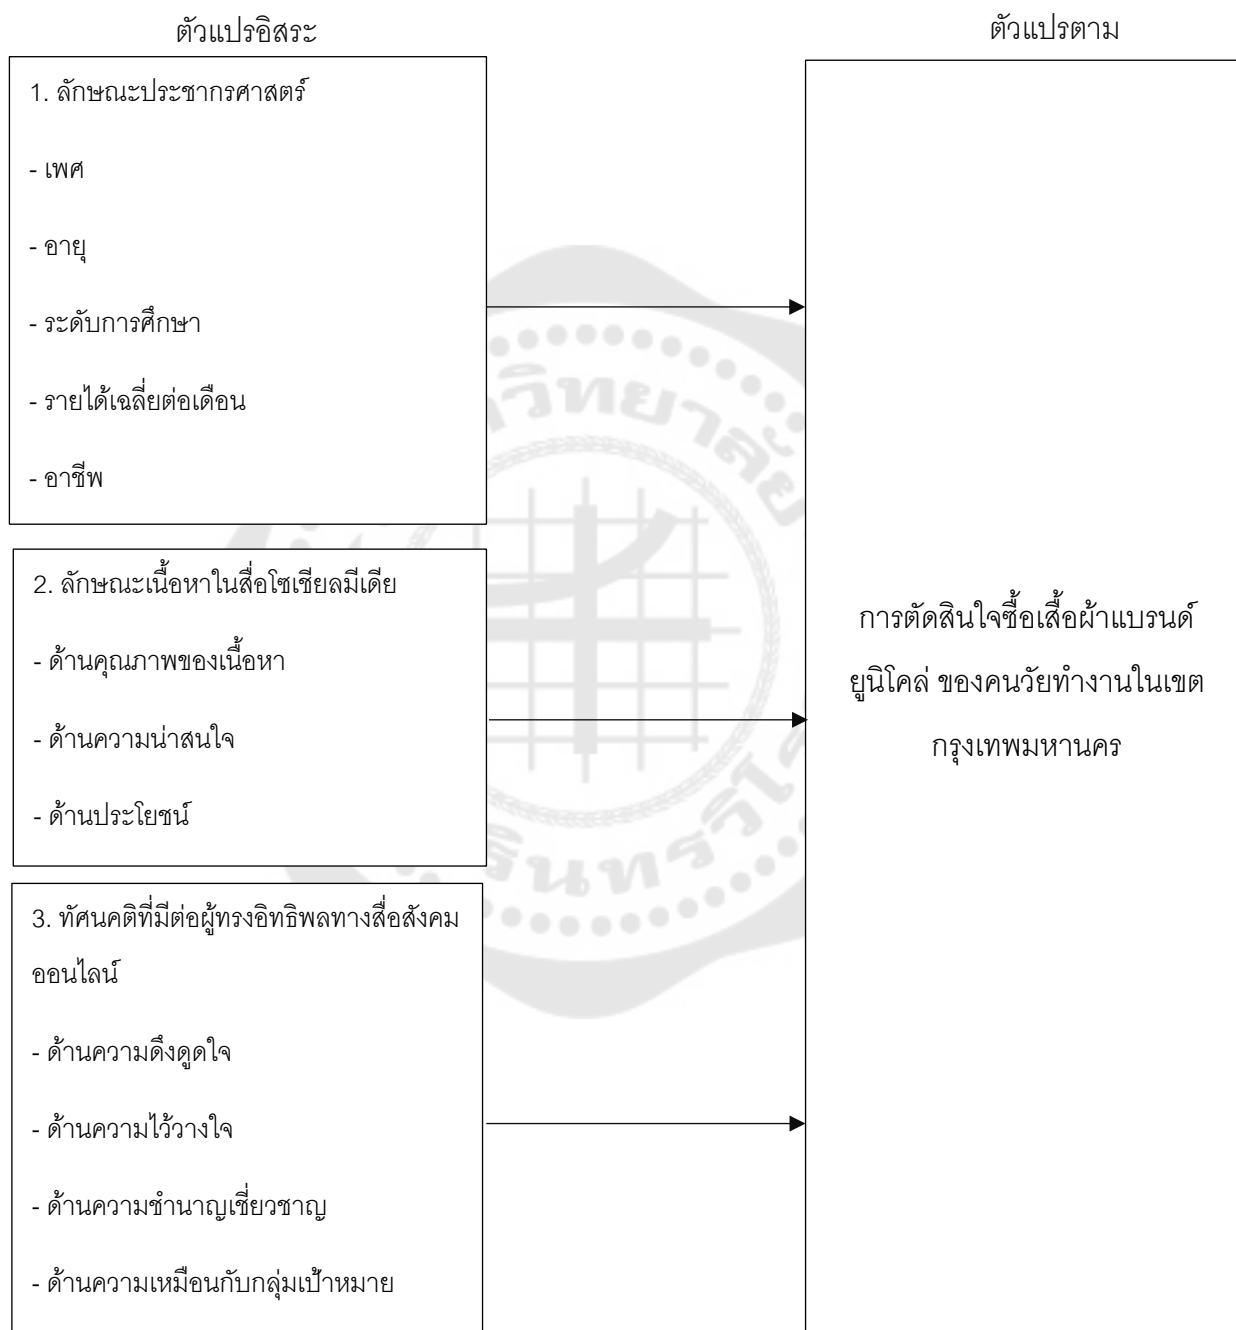 ตัวแปรอิสระ
ตัวแปรตาม
1. ลักษณะประชากรศาสตร์
- เพศ
- อายุ
- ระดับการศึกษา
- รายได้เฉลี่ยต่อเดือน
- อาชีพ
2. ลักษณะเนื้อหาในสื่อโซเชียลมีเดีย
- ด้านคุณภาพของเนื้อหา
- ด้านความน่าสนใจ
- ด้านประโยชน์
3. ทัศนคติที่มีต่อผู้ทรงอิทธิพลทางสื่อสังคม
ออนไลน์
- ด้านความดึงดูดใจ
- ด้านความไว้วางใจ
- ด้านความชำนาญเชี่ยวชาญ
- ด้านความเหมือนกับกลุ่มเป้าหมาย
การตัดสินใจซื้อเสื้อผ้าแบรนด์
ยูนิโคล่ ของคนวัยทำงานในเขต
กรุงเทพมหานคร